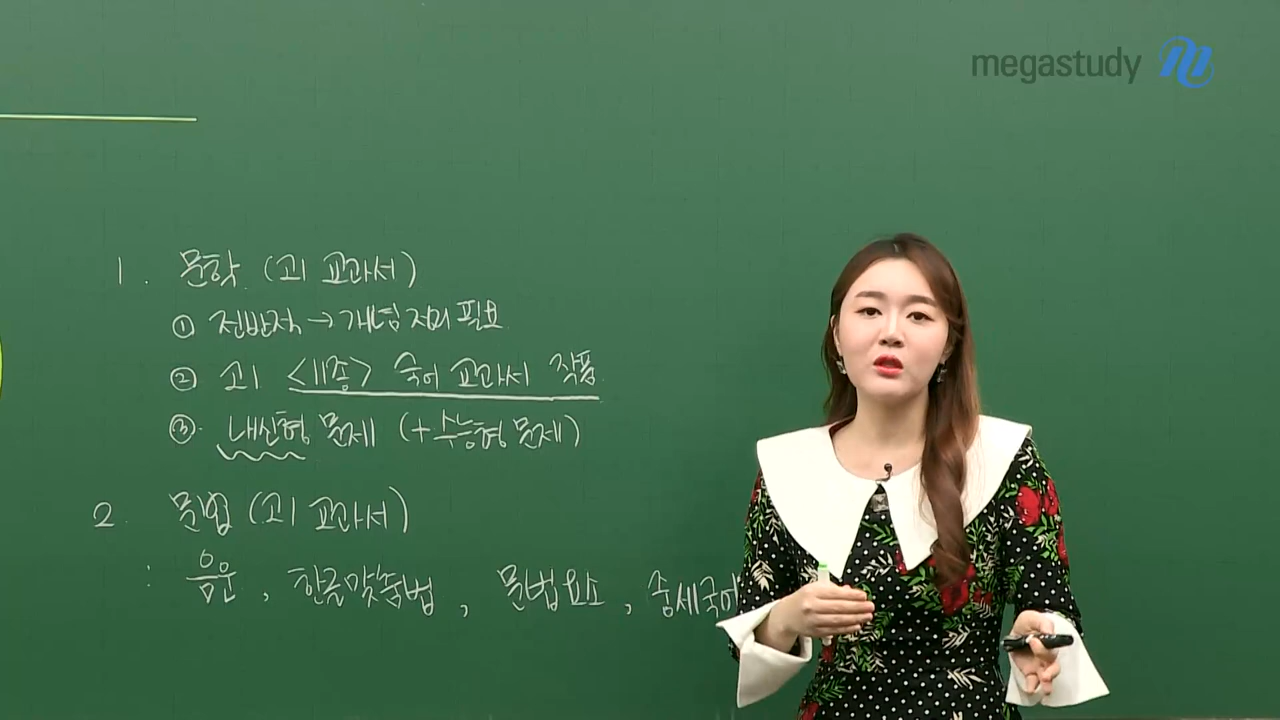 megastudy
1. 문학 (고1 교과서)
① 전반적 → 개념 정리 필요
② 고1 <11종> 국어 교과서 작품
③ 내신형 문제 (+수능형 문제)
2. 문법 (고1 교과서)
: 음운, 한글맞춤법, 문법요소, 중세국어